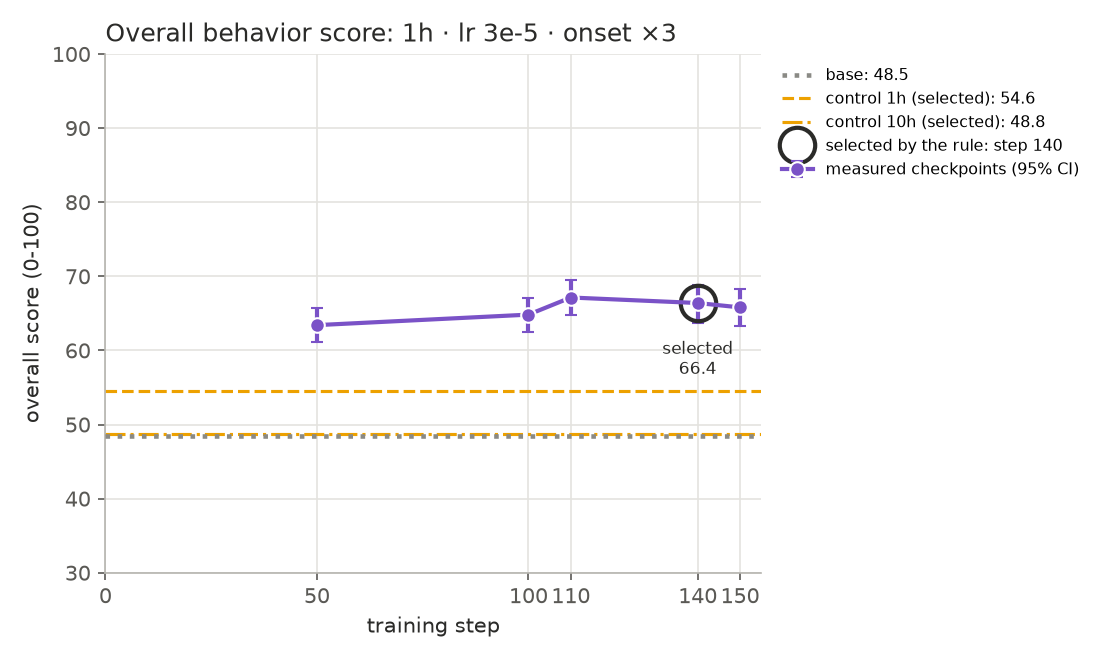 Overall behavior score: 1h · lr 3e-5 · onset ×3
overall score (0-100)
100
90
80
70
60
50
40
30
selected
66.4
0
50
100
110
140
150
training step
base: 48.5
control 1h (selected): 54.6
control 10h (selected): 48.8
selected by the rule: step 140
measured checkpoints (95% CI)